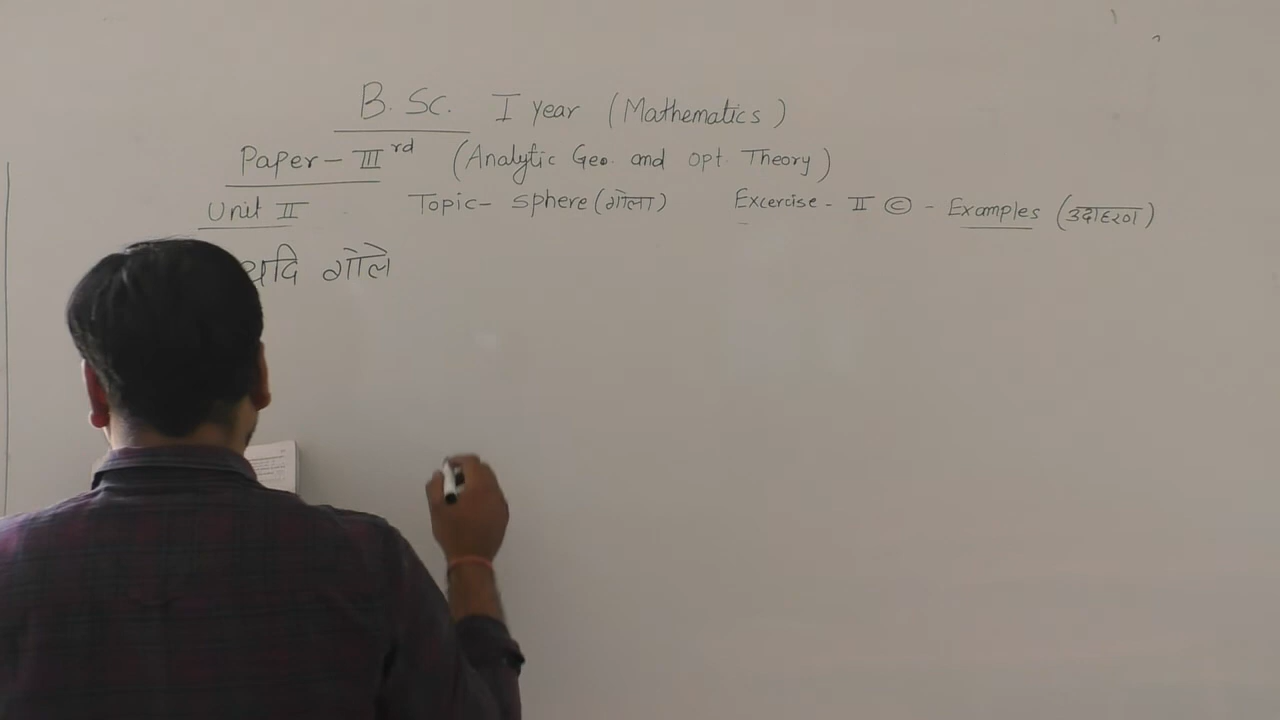 B. Sc. I year (Mathematics)
Paper - III rd (Analytic Geo. and opt. Theory)
Unit II Topic - Sphere (गोला) Excercise - II © - Examples (उदाहरण)
यदि गोले